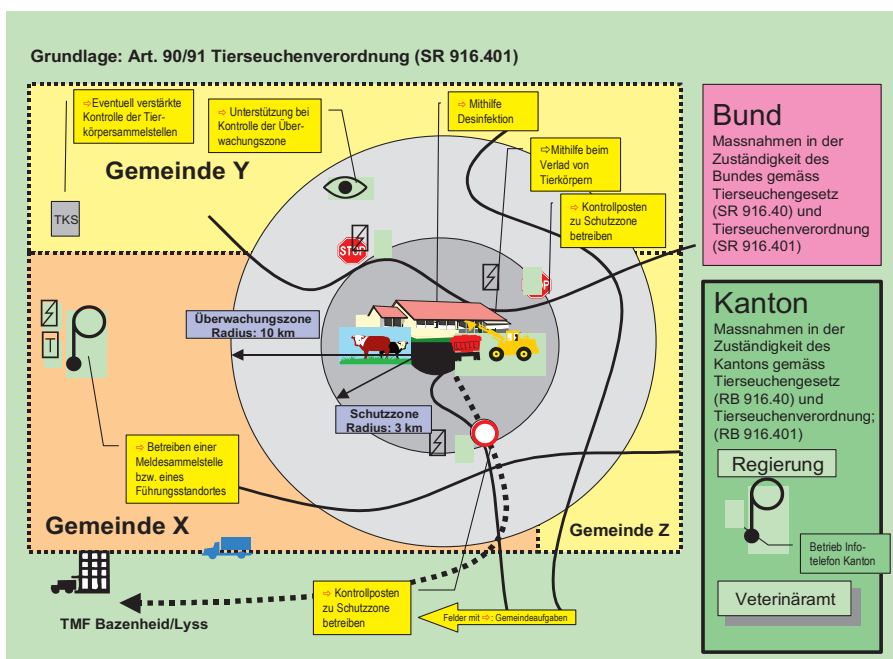 Grundlage: Art. 90/91 Tierseuchenverordnung (SR 916.401)
⇨Eventuell verstärkte
Kontrolle der Tier-
körpersammelstellen
⇨ Unterstützung bei
Kontrolle der Über-
wachungszone
⇨ Mithilfe
Desinfektion
⇨Mithilfe beim
Verlad von
Tierkörpern
⇨ Kontrollposten
zu Schutzzone
betreiben
Gemeinde Y
TKS
STOP
Überwachungszone
Radius: 10 km
T
Schutzzone
Radius: 3 km
⇨ Betreiben einer
Meldesammelstelle
bzw. eines
Führungsstandortes
Gemeinde X
Gemeinde Z
TMF Bazenheid/Lyss
⇨ Kontrollposten
zu Schutzzone
betreiben
Felder mit ⇨: Gemeindeaufgaben
Bund
Massnahmen in der
Zuständigkeit des
Bundes gemäss
Tierseuchengesetz
(SR 916.40) und
Tierseuchenverordnung
(SR 916.401)
Kanton
Massnahmen in der
Zuständigkeit des
Kantons gemäss
Tierseuchengesetz
(RB 916.40) und
Tierseuchenverordnung;
(RB 916.401)
Regierung
Betrieb Info-
telefon Kanton
Veterinäramt